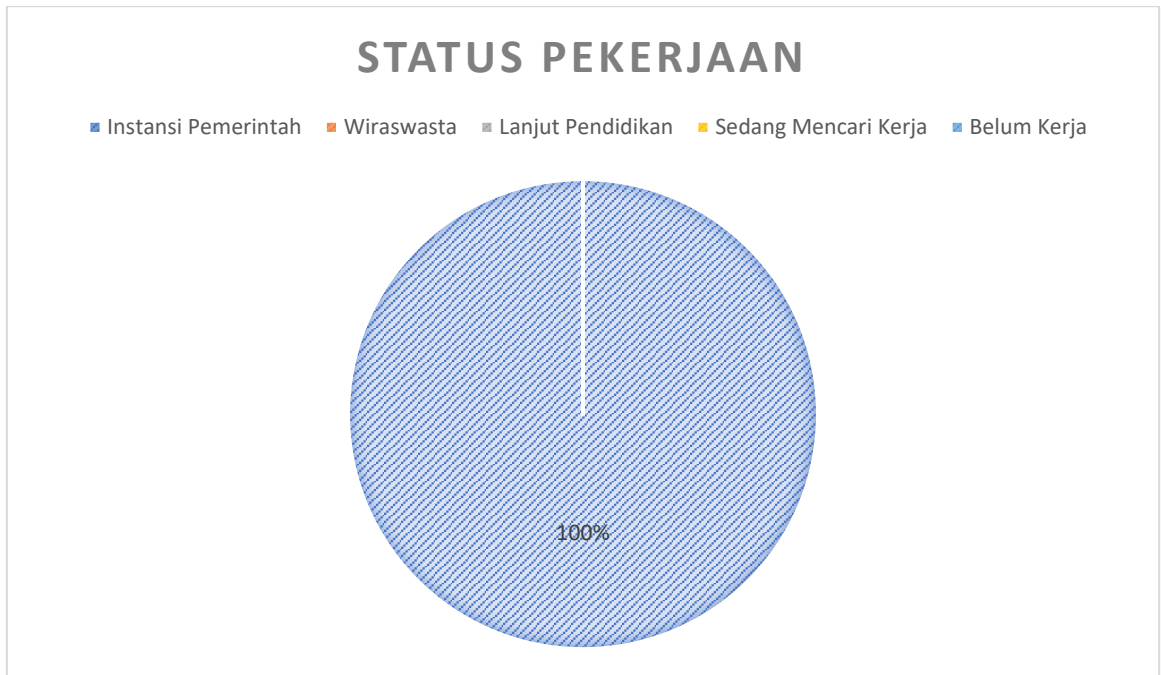 STATUS PEKERJAAN
Instansi Pemerintah Wiraswasta Lanjut Pendidikan Sedang Mencari Kerja Belum Kerja
100%